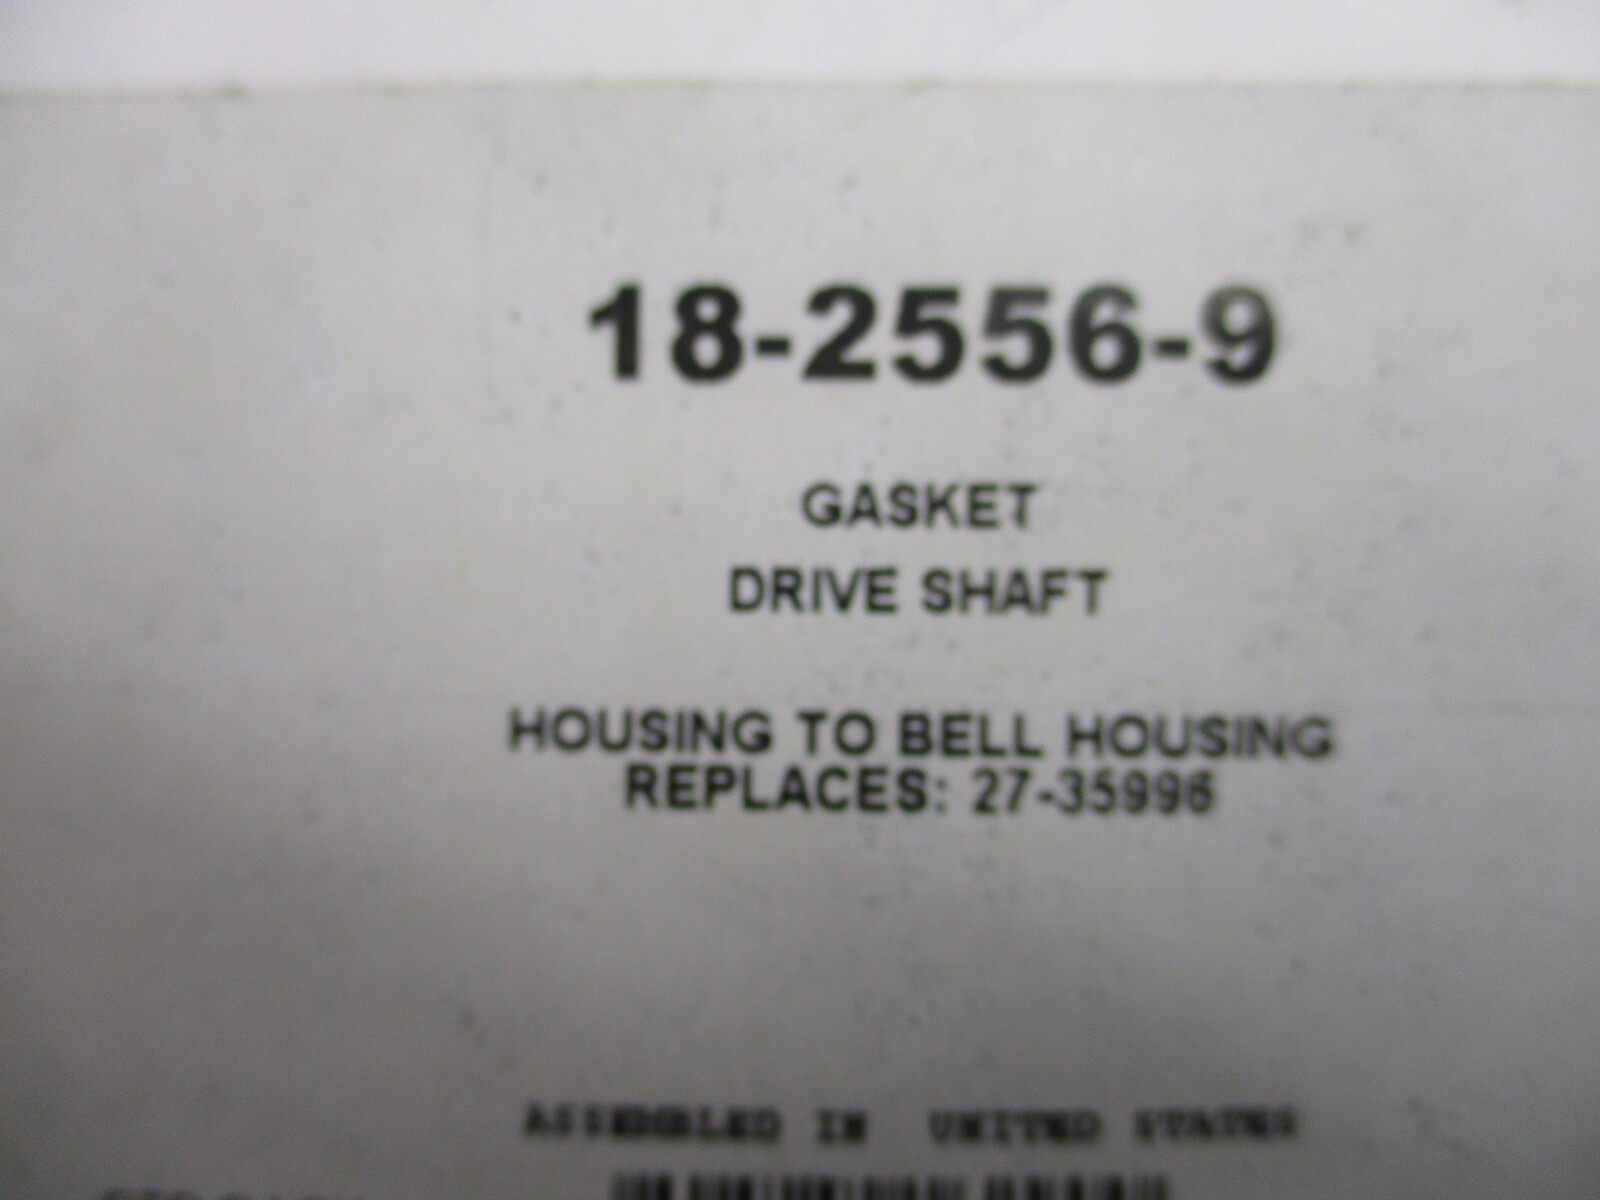 18-2556-9
GASKET
DRIVE SHAFT
HOUSING TO BELL HOUSING
REPLACES: 27-35996
ASSEMBLED IN UNITED STATES